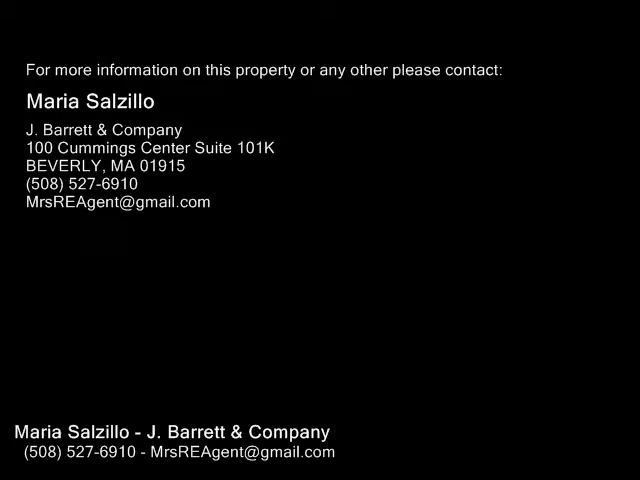 For more information on this property or any other please contact:
Maria Salzillo
J. Barrett & Company
100 Cummings Center Suite 101K
BEVERLY, MA 01915
(508) 527-6910
MrsREAgent@gmail.com
Maria Salzillo - J. Barrett & Company
(508) 527-6910 - MrsREAgent@gmail.com